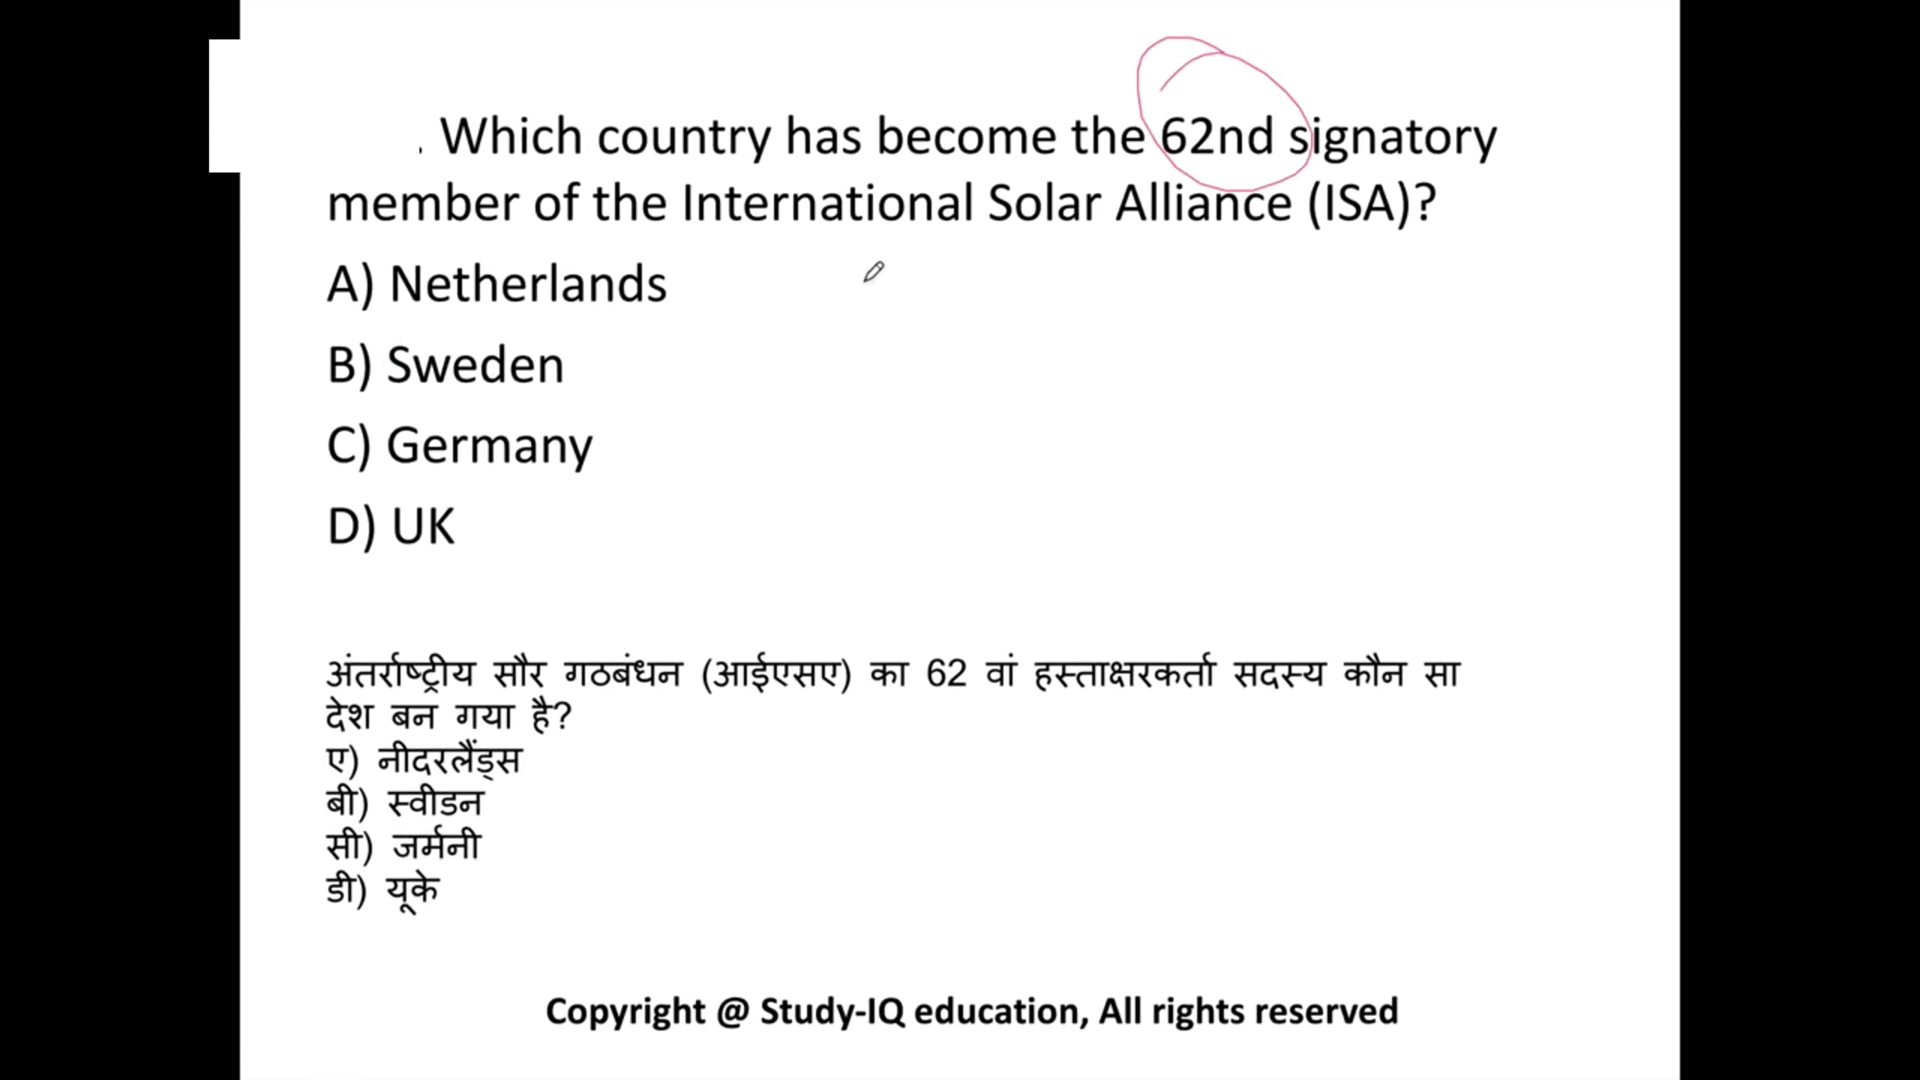 . Which country has become the 62nd signatory
member of the International Solar Alliance (ISA)?
A) Netherlands
B) Sweden
C) Germany
D) UK
अंतर्राष्ट्रीय सौर गठबंधन (आईएसए) का 62 वां हस्ताक्षरकर्ता सदस्य कौन सा
देश बन गया है?
ए) नीदरलैंड्स
बी) स्वीडन
सी) जर्मनी
डी) यूके
Copyright @ Study-IQ education, All rights reserved